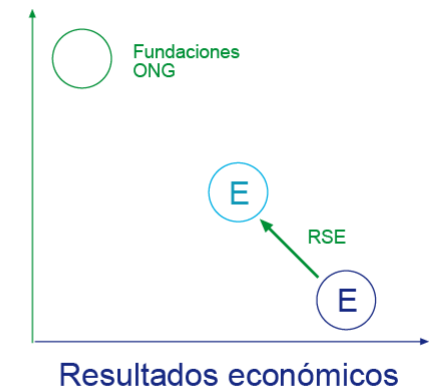 Fundaciones
ONG
E
RSE
E
Resultados económicos